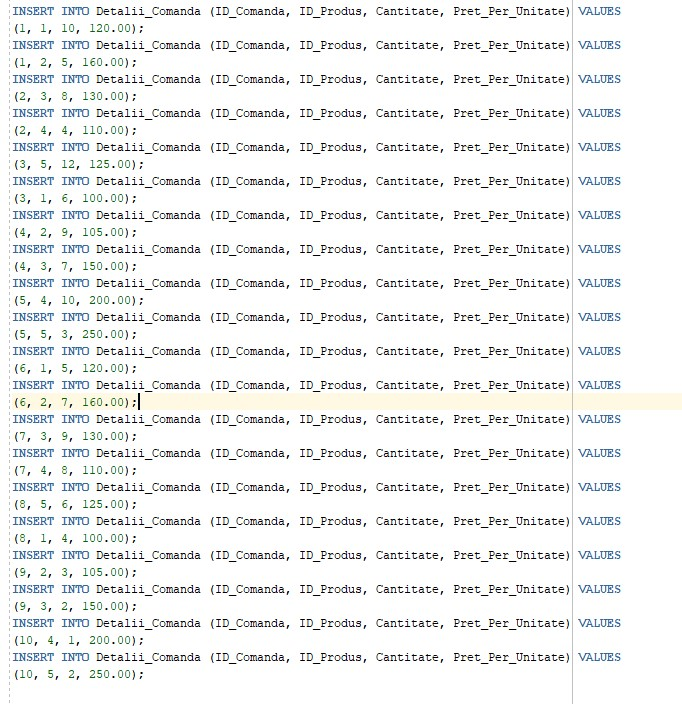 INSERT INTO Detalii_Comanda (ID_Comanda, ID_Produs, Cantitate, Pret_Per_Unitate) VALUES
(1, 1, 10, 120.00);
INSERT INTO Detalii_Comanda (ID_Comanda, ID_Produs, Cantitate, Pret_Per_Unitate) VALUES
(1, 2, 5, 160.00);
INSERT INTO Detalii_Comanda (ID_Comanda, ID_Produs, Cantitate, Pret_Per_Unitate) VALUES
(2, 3, 8, 130.00);
INSERT INTO Detalii_Comanda (ID_Comanda, ID_Produs, Cantitate, Pret_Per_Unitate) VALUES
(2, 4, 4, 110.00);
INSERT INTO Detalii_Comanda (ID_Comanda, ID_Produs, Cantitate, Pret_Per_Unitate) VALUES
(3, 5, 12, 125.00);
INSERT INTO Detalii_Comanda (ID_Comanda, ID_Produs, Cantitate, Pret_Per_Unitate) VALUES
(3, 1, 6, 100.00);
INSERT INTO Detalii_Comanda (ID_Comanda, ID_Produs, Cantitate, Pret_Per_Unitate) VALUES
(4, 2, 9, 105.00);
INSERT INTO Detalii_Comanda (ID_Comanda, ID_Produs, Cantitate, Pret_Per_Unitate) VALUES
(4, 3, 7, 150.00);
INSERT INTO Detalii_Comanda (ID_Comanda, ID_Produs, Cantitate, Pret_Per_Unitate) VALUES
(5, 4, 10, 200.00);
INSERT INTO Detalii_Comanda (ID_Comanda, ID_Produs, Cantitate, Pret_Per_Unitate) VALUES
(5, 5, 3, 250.00);
INSERT INTO Detalii_Comanda (ID_Comanda, ID_Produs, Cantitate, Pret_Per_Unitate) VALUES
(6, 1, 5, 120.00);
INSERT INTO Detalii_Comanda (ID_Comanda, ID_Produs, Cantitate, Pret_Per_Unitate) VALUES
(6, 2, 7, 160.00);
INSERT INTO Detalii_Comanda (ID_Comanda, ID_Produs, Cantitate, Pret_Per_Unitate) VALUES
(7, 3, 9, 130.00);
INSERT INTO Detalii_Comanda (ID_Comanda, ID_Produs, Cantitate, Pret_Per_Unitate) VALUES
(7, 4, 8, 110.00);
INSERT INTO Detalii_Comanda (ID_Comanda, ID_Produs, Cantitate, Pret_Per_Unitate) VALUES
(8, 5, 6, 125.00);
INSERT INTO Detalii_Comanda (ID_Comanda, ID_Produs, Cantitate, Pret_Per_Unitate) VALUES
(8, 1, 4, 100.00);
INSERT INTO Detalii_Comanda (ID_Comanda, ID_Produs, Cantitate, Pret_Per_Unitate) VALUES
(9, 2, 3, 105.00);
INSERT INTO Detalii_Comanda (ID_Comanda, ID_Produs, Cantitate, Pret_Per_Unitate) VALUES
(9, 3, 2, 150.00);
INSERT INTO Detalii_Comanda (ID_Comanda, ID_Produs, Cantitate, Pret_Per_Unitate) VALUES
(10, 4, 1, 200.00);
INSERT INTO Detalii_Comanda (ID_Comanda, ID_Produs, Cantitate, Pret_Per_Unitate) VALUES
(10, 5, 2, 250.00);